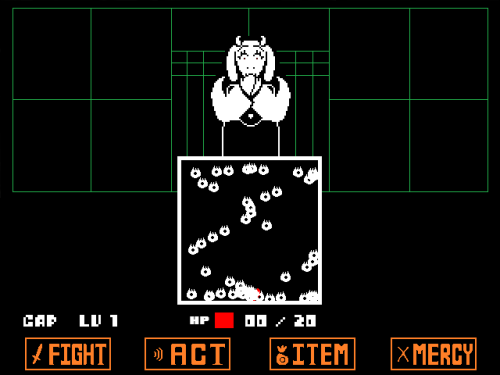 CAP LV 1 HP 00 / 20
FIGHT ACT ITEM MERCY